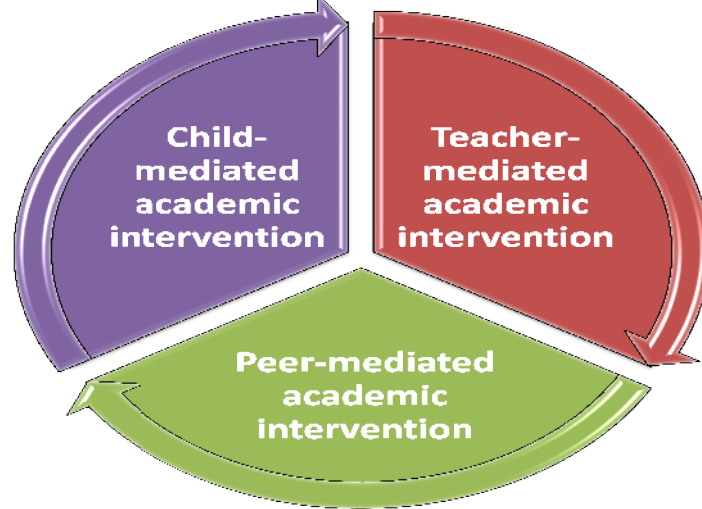 Child-
mediated
academic
intervention
Teacher-
mediated
academic
intervention
Peer-mediated
academic
intervention